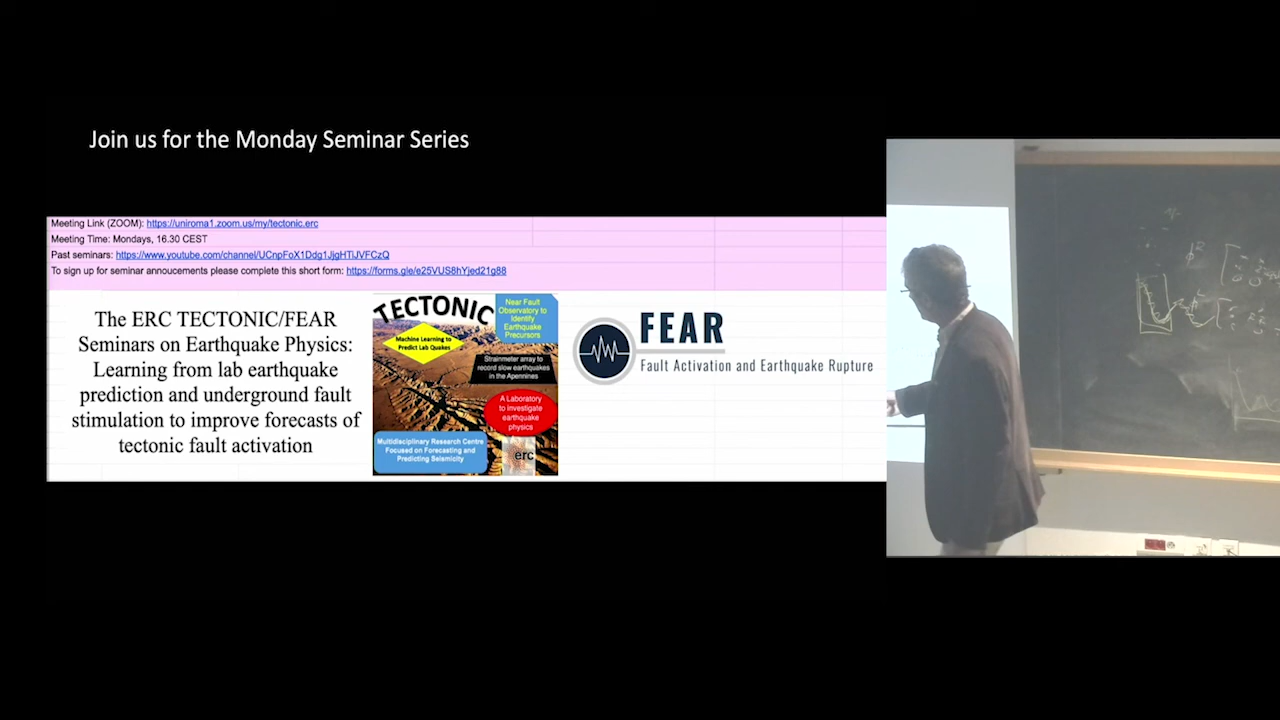 Join us for the Monday Seminar Series
Meeting Link (ZOOM): https://uniroma1.zoom.us/my/tectonic.erc
Meeting Time: Mondays, 16.30 CEST
Past seminars: https://www.youtube.com/channel/UCnpFoX1Ddg1JjgHTiJVFCzQ
To sign up for seminar annoucements please complete this short form: https://forms.gle/e25VUS8hYjed21g88
The ERC TECTONIC/FEAR
Seminars on Earthquake Physics:
Learning from lab earthquake
prediction and underground fault
stimulation to improve forecasts of
tectonic fault activation
TECTONIC
Machine Learning to
Predict Lab Quakes
Near Fault
Observatory to
Identify
Earthquake
Precursors
Strainmeter array to
record slow earthquakes
in the Apennines
A Laboratory
to investigate
earthquake
physics
Multidisciplinary Research Centre
Focused on Forecasting and
Predicting Seismicity
erc
FEAR
Fault Activation and Earthquake Rupture